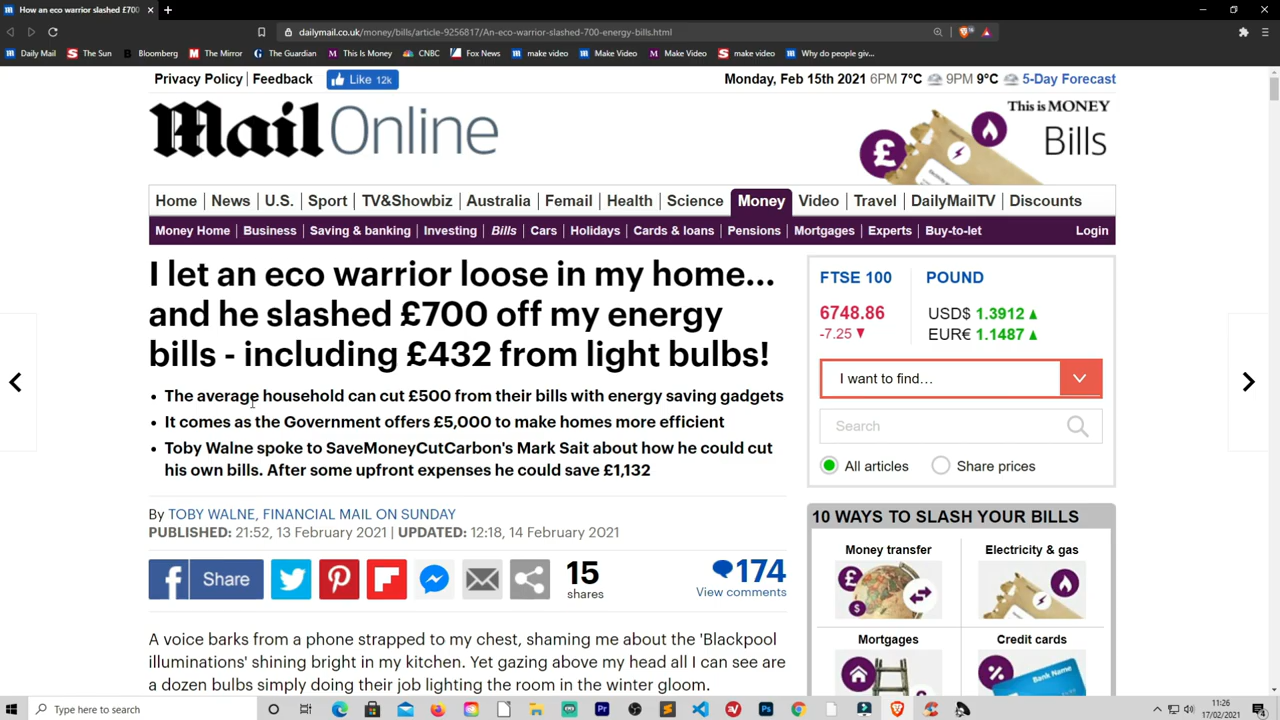 How an eco warrior slashed £700
dailymail.co.uk/money/bills/article-9256817/An-eco-warrior-slashed-700-energy-bills.html
Daily Mail The Sun Bloomberg The Mirror The Guardian This Is Money CNBC Fox News make video Make Video Make Video make video Why do people giv...
Privacy Policy | Feedback Like 12k
Monday, Feb 15th 2021 6PM 7°C 9PM 9°C 5-Day Forecast
Mail Online
This is MONEY
Bills
Home News U.S. Sport TV&Showbiz Australia Femail Health Science Money Video Travel DailyMailTV Discounts
Money Home Business Saving & banking Investing Bills Cars Holidays Cards & loans Pensions Mortgages Experts Buy-to-let Login
I let an eco warrior loose in my home...
and he slashed £700 off my energy
bills - including £432 from light bulbs!
• The average household can cut £500 from their bills with energy saving gadgets
• It comes as the Government offers £5,000 to make homes more efficient
• Toby Walne spoke to SaveMoneyCutCarbon's Mark Sait about how he could cut
his own bills. After some upfront expenses he could save £1,132
By TOBY WALNE, FINANCIAL MAIL ON SUNDAY
PUBLISHED: 21:52, 13 February 2021 | UPDATED: 12:18, 14 February 2021
Share
15
shares
174
View comments
A voice barks from a phone strapped to my chest, shaming me about the 'Blackpool
illuminations' shining bright in my kitchen. Yet gazing above my head all I can see are
a dozen bulbs simply doing their job lighting the room in the winter gloom.
FTSE 100 POUND
6748.86 USD$ 1.3912
-7.25 EUR€ 1.1487
I want to find...
Search
All articles Share prices
10 WAYS TO SLASH YOUR BILLS
Money transfer Electricity & gas
Mortgages Credit cards
Bank Name
Type here to search
11:26
17/02/2021